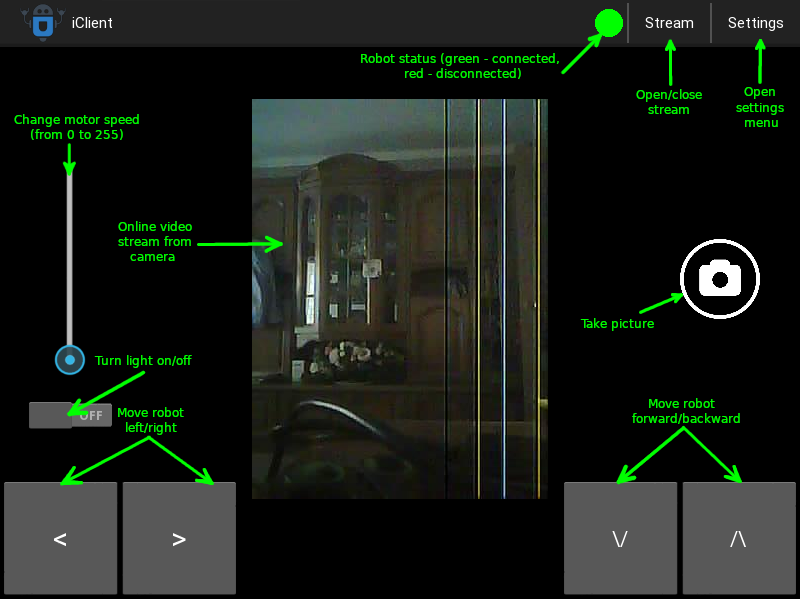 iClient
Stream
Settings
Robot status (green - connected,
red - disconnected)
Open/close
stream
Open
settings
menu
Change motor speed
(from 0 to 255)
Online video
stream from
camera
Take picture
Turn light on/off
OFF
Move robot
left/right
Move robot
forward/backward
<
>
\/
/\